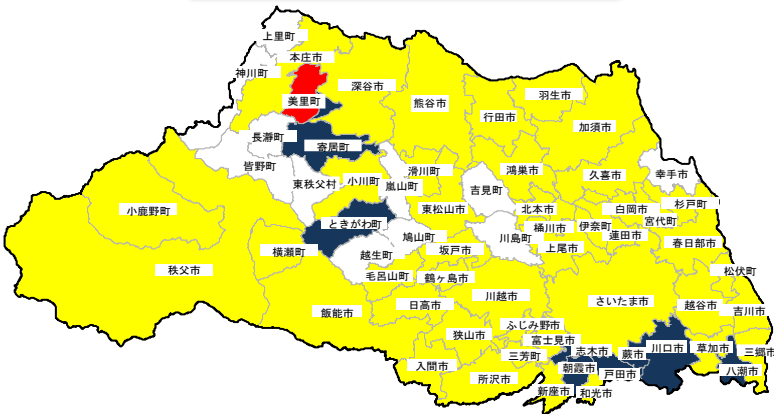 上里町
本庄市
神川町
深谷市
美里町
熊谷市
羽生市
行田市
加須市
長瀞町
寄居町
皆野町
東秩父村
小川町
嵐山町
滑川町
吉見町
鴻巣市
久喜市
幸手市
小鹿野町
東松山市
北本市
白岡市
杉戸町
宮代町
ときがわ町
鳩山町
川島町
桶川市
伊奈町
蓮田市
上尾市
春日部市
横瀬町
越生町
坂戸市
秩父市
毛呂山町
鶴ヶ島市
松伏町
川越市
さいたま市
日高市
越谷市
吉川市
飯能市
ふじみ野市
狭山市
富士見市
志木市
蕨市
川口市
草加市
三郷市
三芳町
入間市
朝霞市
戸田市
八潮市
所沢市
新座市
和光市